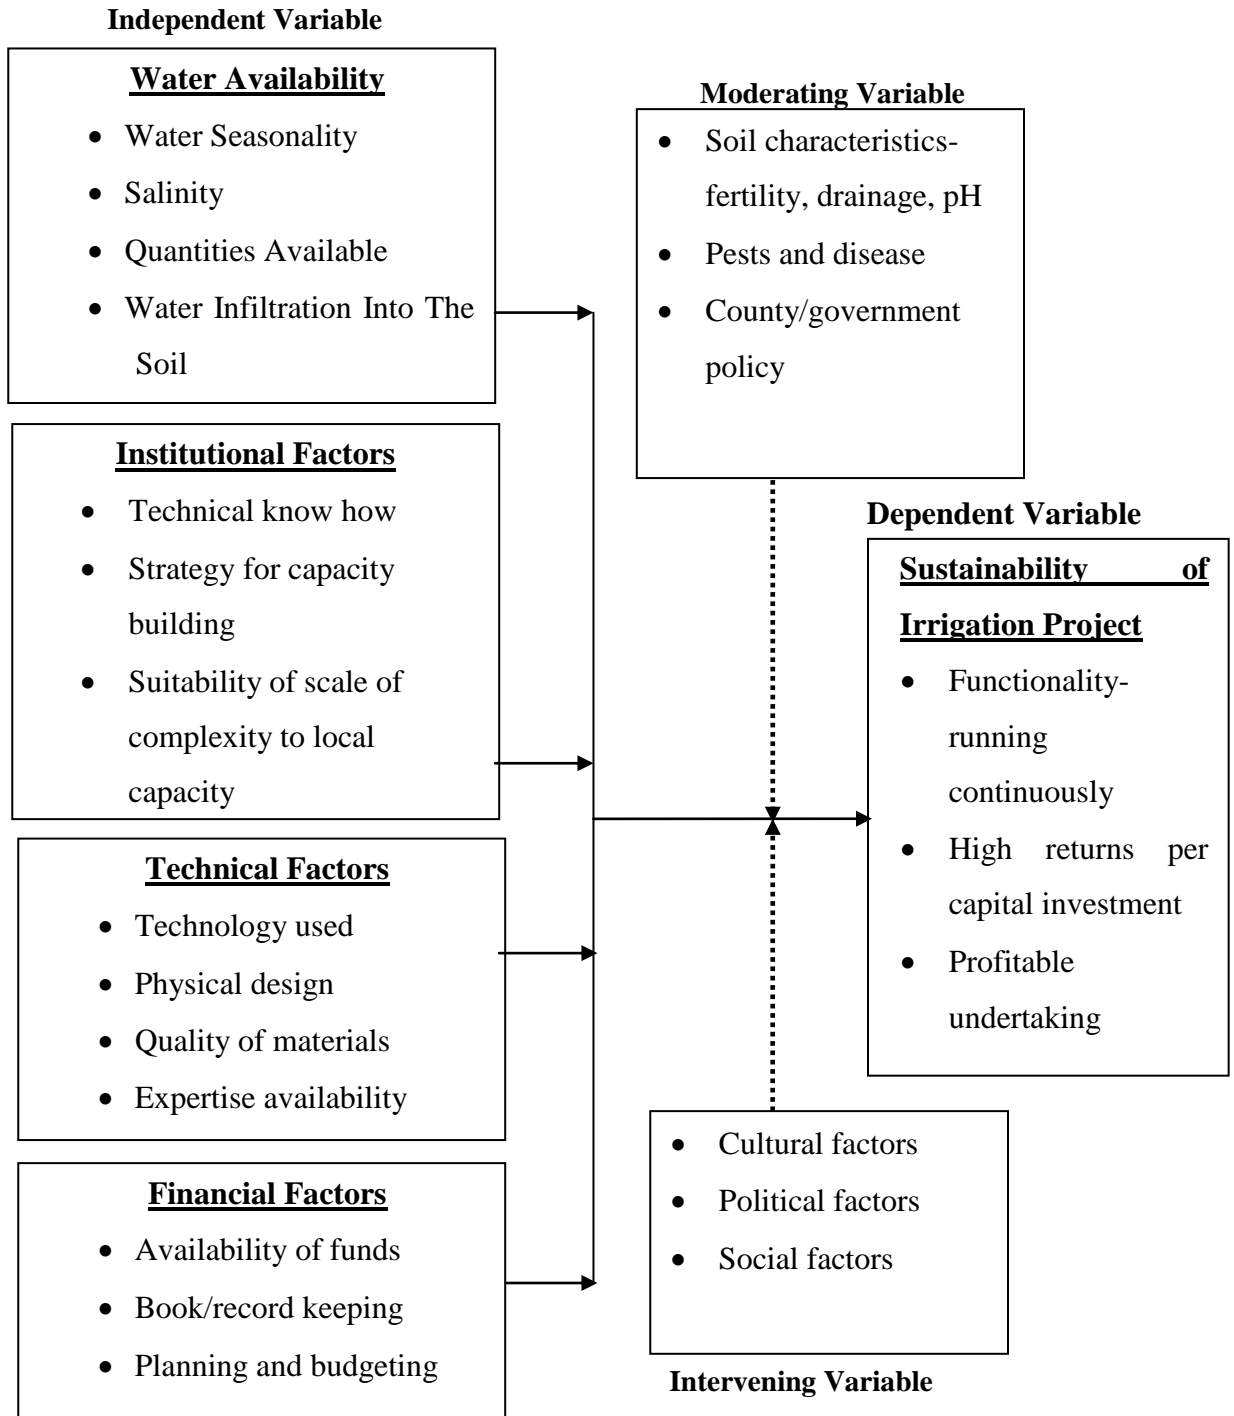 Independent Variable
Water Availability
• Water Seasonality
• Salinity
• Quantities Available
• Water Infiltration Into The
Soil
Institutional Factors
• Technical know how
• Strategy for capacity
building
• Suitability of scale of
complexity to local
capacity
Technical Factors
• Technology used
• Physical design
• Quality of materials
• Expertise availability
Financial Factors
• Availability of funds
• Book/record keeping
• Planning and budgeting
Moderating Variable
• Soil characteristics-
fertility, drainage, pH
• Pests and disease
• County/government
policy
Dependent Variable
Sustainability of
Irrigation Project
• Functionality-
running
continuously
• High returns per
capital investment
• Profitable
undertaking
• Cultural factors
• Political factors
• Social factors
Intervening Variable